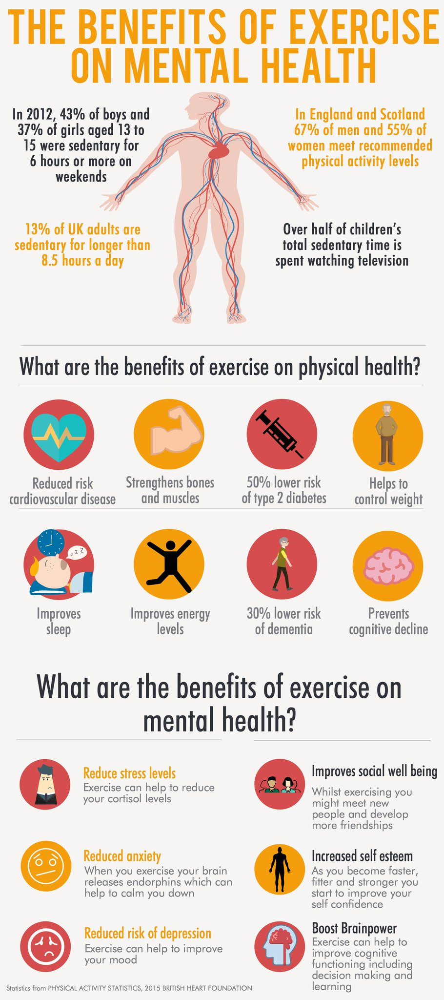 THE BENEFITS OF EXERCISE
ON MENTAL HEALTH
In 2012, 43% of boys and
37% of girls aged 13 to
15 were sedentary for
6 hours or more on
weekends
In England and Scotland
67% of men and 55% of
women meet recommended
physical activity levels
13% of UK adults are
sedentary for longer than
8.5 hours a day
Over half of children's
total sedentary time is
spent watching television
What are the benefits of exercise on physical health?
Reduced risk
cardiovascular disease
Strengthens bones
and muscles
50% lower risk
of type 2 diabetes
Helps to
control weight
z z Z
Improves
sleep
Improves energy
levels
30% lower risk
of dementia
Prevents
cognitive decline
What are the benefits of exercise on
mental health?
Reduce stress levels
Exercise can help to reduce
your cortisol levels
Improves social well being
Whilst exercising you
might meet new
people and develop
more friendships
Reduced anxiety
When you exercise your brain
releases endorphins which can
help to calm you down
Increased self esteem
As you become faster,
fitter and stronger you
start to improve your
self confidence
Reduced risk of depression
Exercise can help to improve
your mood
Boost Brainpower
Exercise can help to
improve cognitive
functioning including
decision making and
learning
Statistics from PHYSICAL ACTIVITY STATISTICS, 2015 BRITISH HEART FOUNDATION